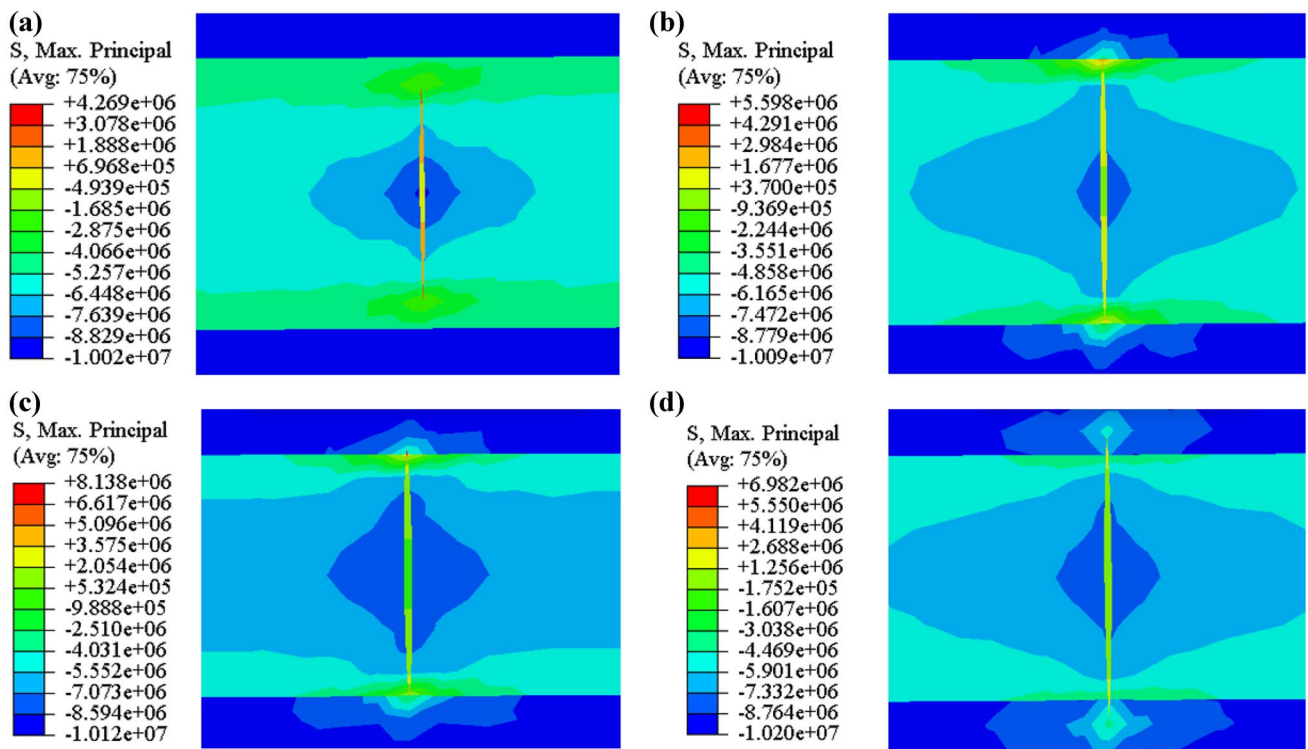 (a)
S, Max. Principal
(Avg: 75%)
+4.269e+06
+3.078e+06
+1.888e+06
+6.968e+05
-4.939e+05
-1.685e+06
-2.875e+06
-4.066e+06
-5.257e+06
-6.448e+06
-7.639e+06
-8.829e+06
-1.002e+07
(b)
S, Max. Principal
(Avg: 75%)
+5.598e+06
+4.291e+06
+2.984e+06
+1.677e+06
+3.700e+05
-9.369e+05
-2.244e+06
-3.551e+06
-4.858e+06
-6.165e+06
-7.472e+06
-8.779e+06
-1.009e+07
(c)
S, Max. Principal
(Avg: 75%)
+8.138e+06
+6.617e+06
+5.096e+06
+3.575e+06
+2.054e+06
+5.324e+05
-9.888e+05
-2.510e+06
-4.031e+06
-5.552e+06
-7.073e+06
-8.594e+06
-1.012e+07
(d)
S, Max. Principal
(Avg: 75%)
+6.982e+06
+5.550e+06
+4.119e+06
+2.688e+06
+1.256e+06
-1.752e+05
-1.607e+06
-3.038e+06
-4.469e+06
-5.901e+06
-7.332e+06
-8.764e+06
-1.020e+07